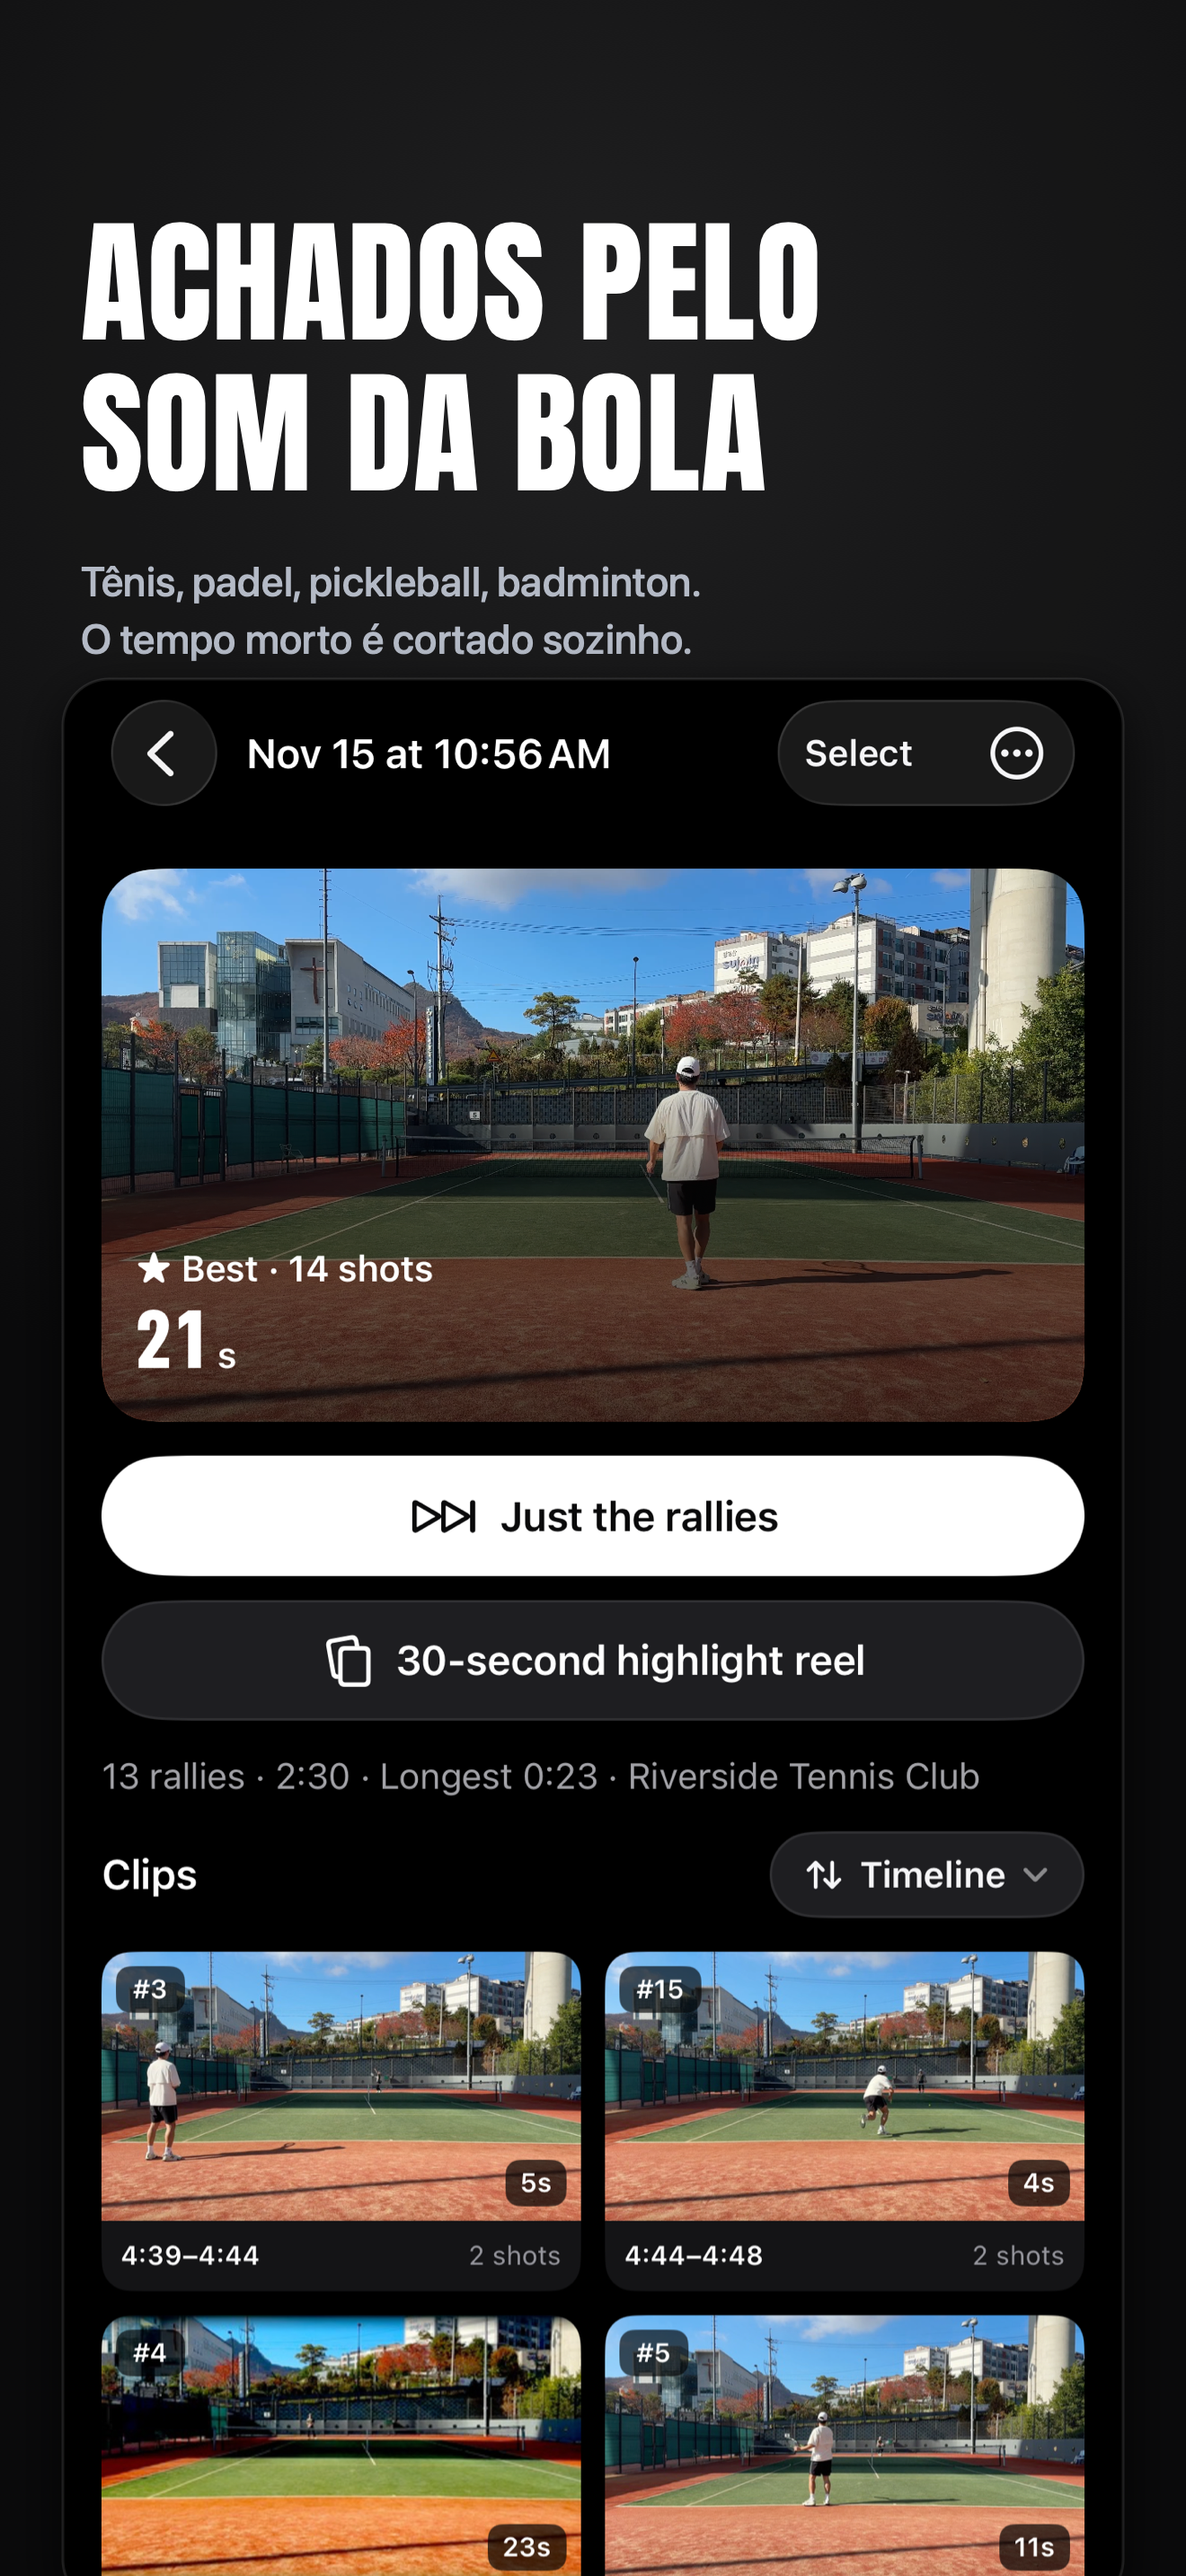 ACHADOS PELO
SOM DA BOLA
Tênis, padel, pickleball, badminton.
O tempo morto é cortado sozinho.
Nov 15 at 10:56 AM
Select
★ Best · 14 shots
21 s
Just the rallies
30-second highlight reel
13 rallies · 2:30 · Longest 0:23 · Riverside Tennis Club
Clips
Timeline
#3
5s
4:39–4:44
2 shots
#15
4s
4:44–4:48
2 shots
#4
23s
#5
11s